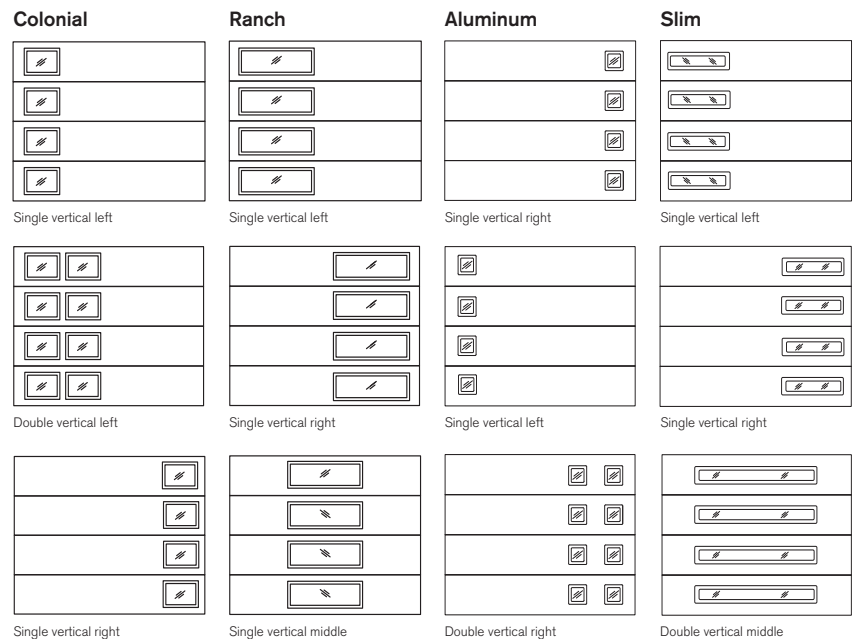 Colonial Ranch Aluminum Slim
Single vertical left Single vertical left Single vertical right Single vertical left
Double vertical left Single vertical right Single vertical left Single vertical right
Single vertical right Single vertical middle Double vertical right Double vertical middle